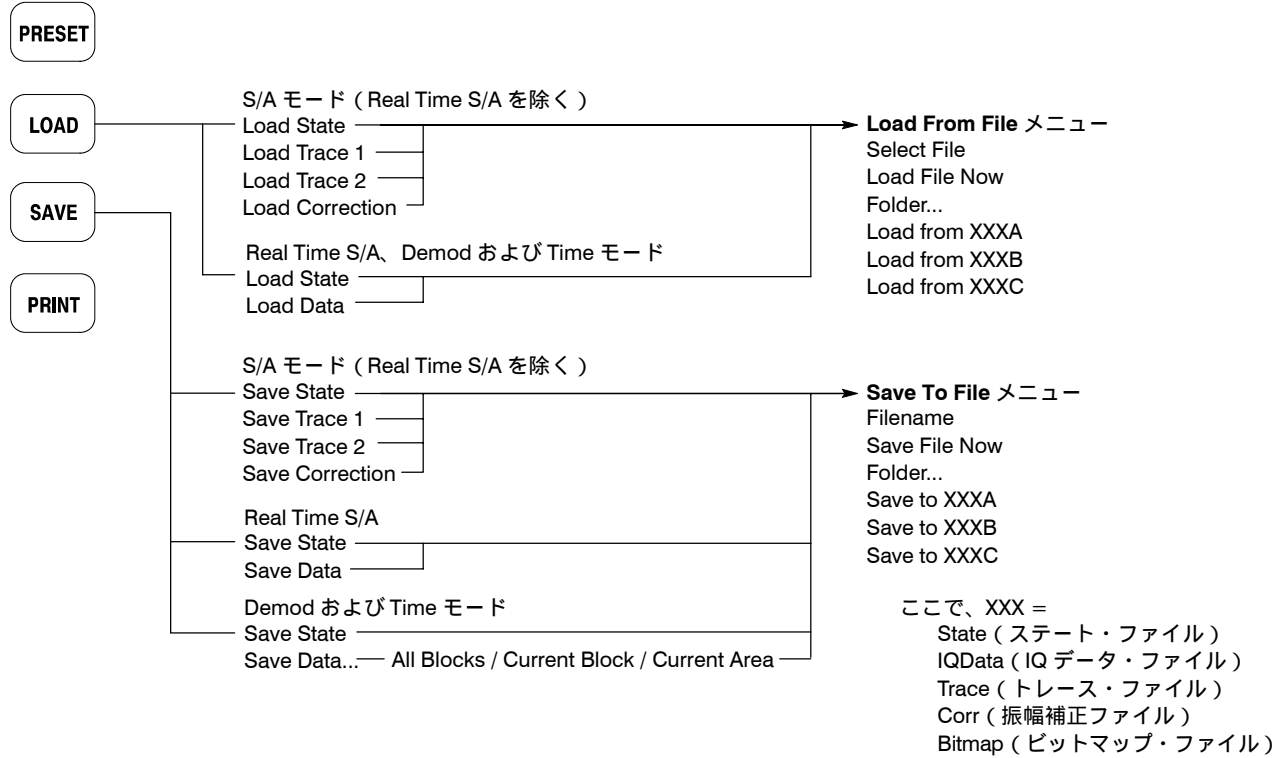 PRESET
LOAD
SAVE
PRINT
S/A モード ( Real Time S/A を除く )
Load State
Load Trace 1
Load Trace 2
Load Correction
Real Time S/A、Demod および Time モード
Load State
Load Data
Load From File メニュー
Select File
Load File Now
Folder...
Load from XXXA
Load from XXXB
Load from XXXC
S/A モード ( Real Time S/A を除く )
Save State
Save Trace 1
Save Trace 2
Save Correction
Real Time S/A
Save State
Save Data
Demod および Time モード
Save State
Save Data... All Blocks / Current Block / Current Area
Save To File メニュー
Filename
Save File Now
Folder...
Save to XXXA
Save to XXXB
Save to XXXC
ここで、XXX =
State ( ステート・ファイル )
IQData ( IQ データ・ファイル )
Trace ( トレース・ファイル )
Corr ( 振幅補正ファイル )
Bitmap ( ビットマップ・ファイル )